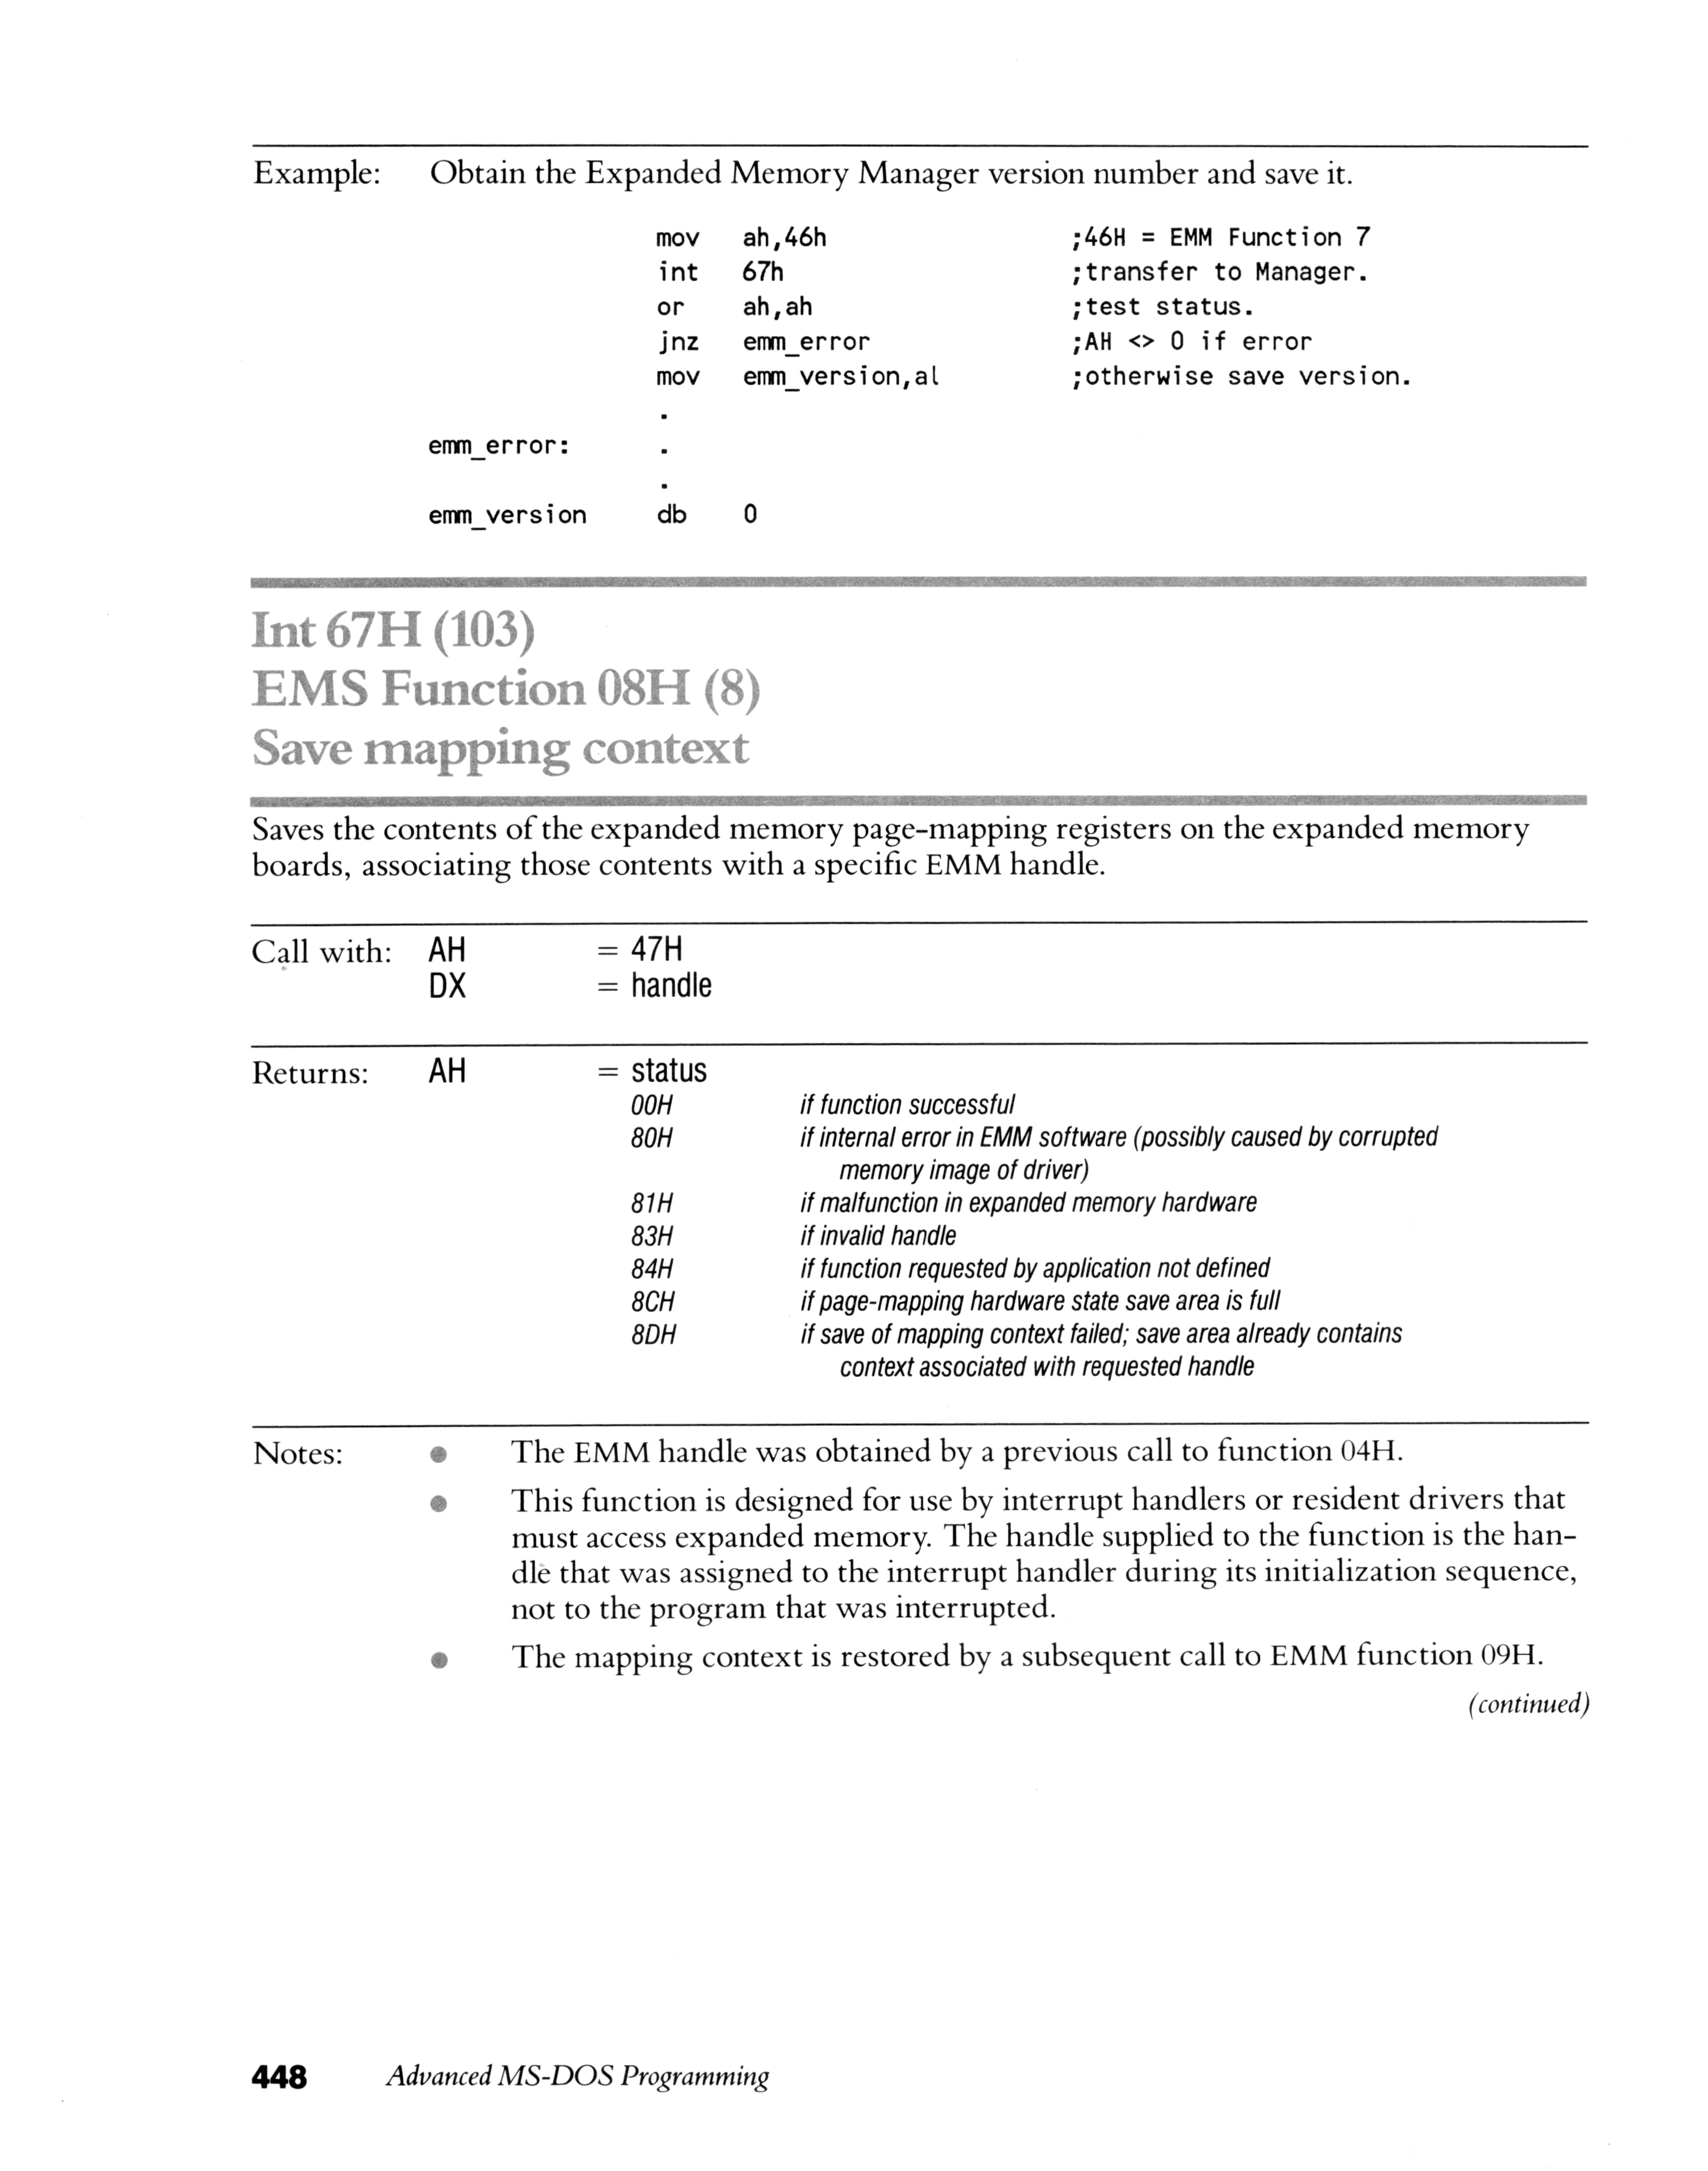 Example: Obtain the Expanded Memory Manager version number and save it.
mov ah,46h ;46H = EMM Function 7
int 67h ;transfer to Manager.
or ah,ah ;test status.
jnz emm_error ;AH <> 0 if error
mov emm_version,al ;otherwise save version.
.
emm_error: .
.
emm_version db 0
Int 67H (103)
EMS Function 08H (8)
Save mapping context
Saves the contents of the expanded memory page-mapping registers on the expanded memory
boards, associating those contents with a specific EMM handle.
Call with: AH = 47H
DX = handle
Returns: AH = status
00H if function successful
80H if internal error in EMM software (possibly caused by corrupted
memory image of driver)
81H if malfunction in expanded memory hardware
83H if invalid handle
84H if function requested by application not defined
8CH if page-mapping hardware state save area is full
8DH if save of mapping context failed; save area already contains
context associated with requested handle
Notes: ● The EMM handle was obtained by a previous call to function 04H.
● This function is designed for use by interrupt handlers or resident drivers that
must access expanded memory. The handle supplied to the function is the han-
dle that was assigned to the interrupt handler during its initialization sequence,
not to the program that was interrupted.
● The mapping context is restored by a subsequent call to EMM function 09H.
(continued)
448 Advanced MS-DOS Programming